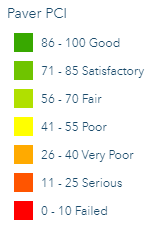 Paver PCI
86 - 100 Good
71 - 85 Satisfactory
56 - 70 Fair
41 - 55 Poor
26 - 40 Very Poor
11 - 25 Serious
0 - 10 Failed